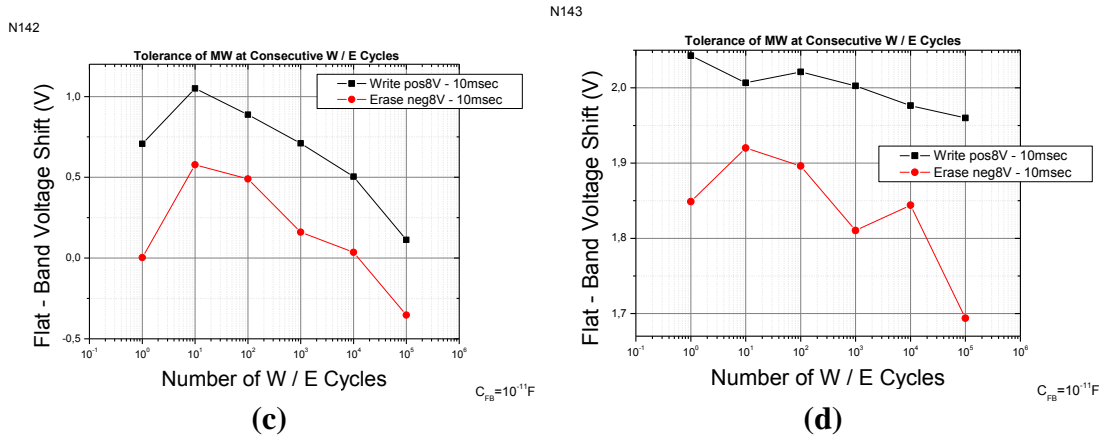 N142
Tolerance of MW at Consecutive W / E Cycles
Write pos8V - 10msec
Erase neg8V - 10msec
Flat - Band Voltage Shift (V)
1,0
0,5
0,0
-0,5
10⁻¹ 10⁰ 10¹ 10² 10³ 10⁴ 10⁵ 10⁶
Number of W / E Cycles
C_FB=10⁻¹¹F
(c)
N143
Tolerance of MW at Consecutive W / E Cycles
Write pos8V - 10msec
Erase neg8V - 10msec
Flat - Band Voltage Shift (V)
2,0
1,9
1,8
1,7
10⁻¹ 10⁰ 10¹ 10² 10³ 10⁴ 10⁵ 10⁶
Number of W / E Cycles
C_FB=10⁻¹¹F
(d)